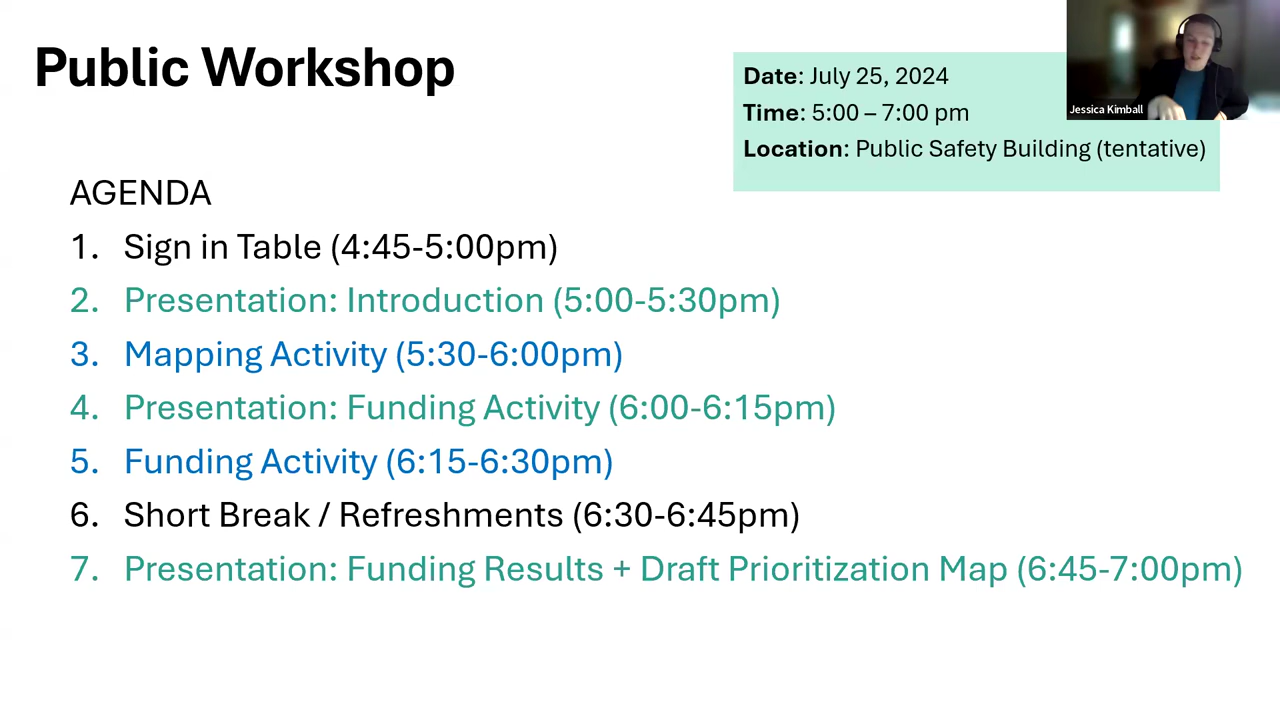 Public Workshop
Date: July 25, 2024
Time: 5:00 – 7:00 pm
Location: Public Safety Building (tentative)
Jessica Kimball
AGENDA
1. Sign in Table (4:45-5:00pm)
2. Presentation: Introduction (5:00-5:30pm)
3. Mapping Activity (5:30-6:00pm)
4. Presentation: Funding Activity (6:00-6:15pm)
5. Funding Activity (6:15-6:30pm)
6. Short Break / Refreshments (6:30-6:45pm)
7. Presentation: Funding Results + Draft Prioritization Map (6:45-7:00pm)